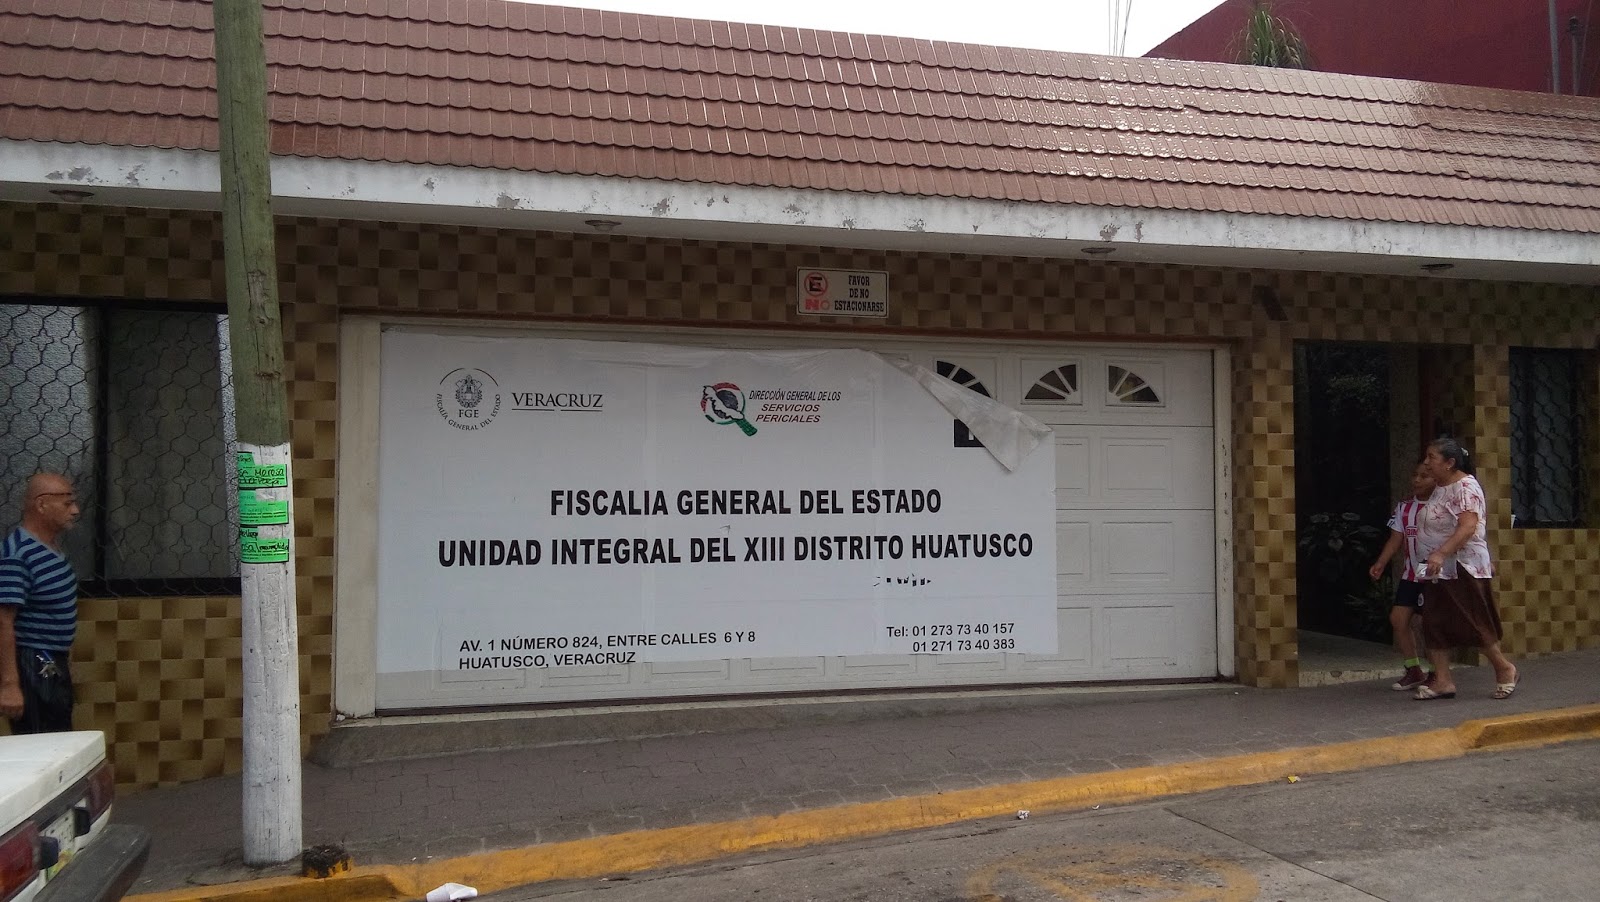 E
NO
FAVOR
DE NO
ESTACIONARSE
FISCALIA GENERAL DEL ESTADO
FGE
VERACRUZ
DIRECCIÓN GENERAL DE LOS
SERVICIOS
PERICIALES
FISCALIA GENERAL DEL ESTADO
UNIDAD INTEGRAL DEL XIII DISTRITO HUATUSCO
AV. 1 NÚMERO 824, ENTRE CALLES 6 Y 8
HUATUSCO, VERACRUZ
Tel: 01 273 73 40 157
01 271 73 40 383